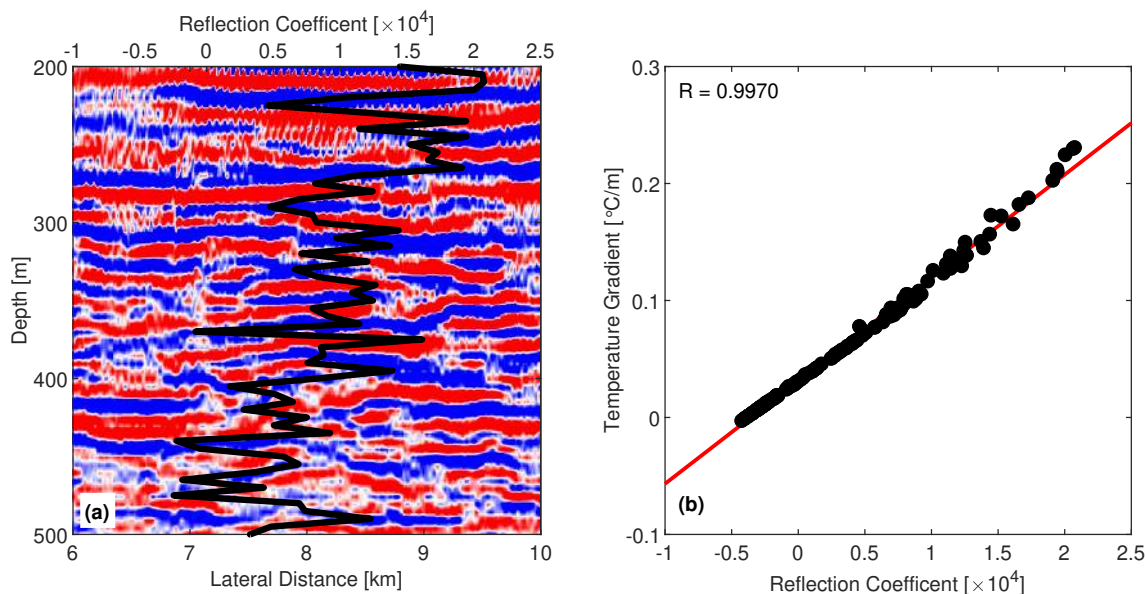 Reflection Coefficent [×10⁴]
-1 -0.5 0 0.5 1 1.5 2 2.5
200
300
400
500
Depth [m]
(a)
6 7 8 9 10
Lateral Distance [km]
R = 0.9970
0.3
0.2
0.1
0
-0.1
Temperature Gradient [°C/m]
(b)
-1 -0.5 0 0.5 1 1.5 2 2.5
Reflection Coefficent [×10⁴]